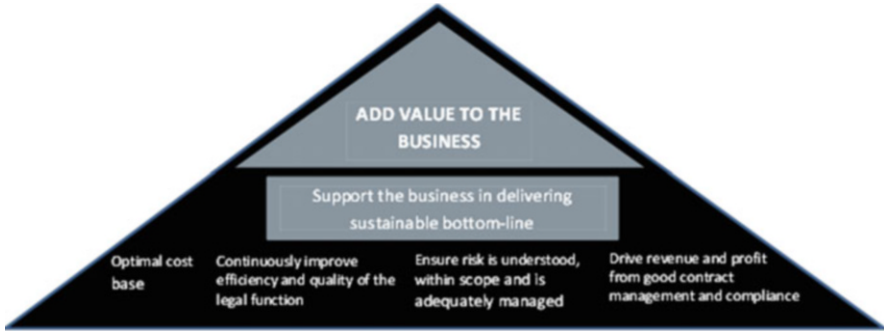 ADD VALUE TO THE
BUSINESS
Support the business in delivering
sustainable bottom-line
Optimal cost
base
Continuously improve
efficiency and quality of the
legal function
Ensure risk is understood,
within scope and is
adequately managed
Drive revenue and profit
from good contract
management and compliance